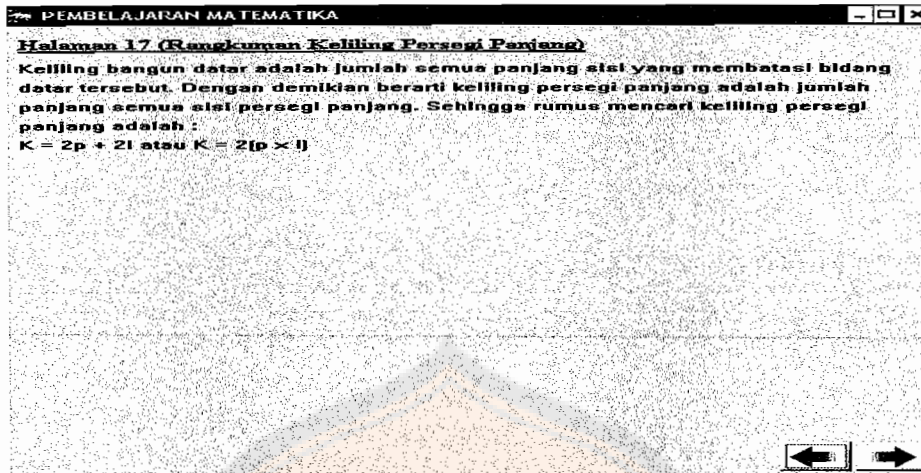 PEMBELAJARAN MATEMATIKA
Halaman 17 (Rangkuman Keliling Persegi Panjang)
Keliling bangun datar adalah jumlah semua panjang sisi yang membatasi bidang
datar tersebut. Dengan demikian berarti keliling persegi panjang adalah jumlah
panjang semua sisi persegi panjang. Sehingga rumus mencari keliling persegi
panjang adalah :
K = 2p + 2l atau K = 2(p x l)